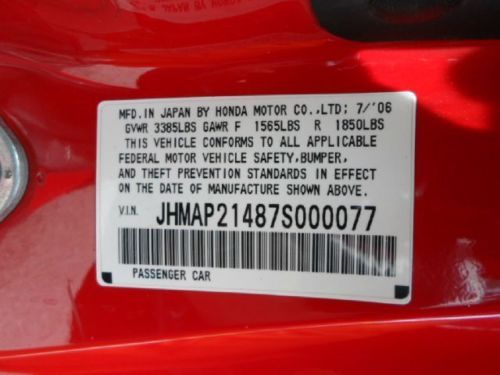 MFD.IN JAPAN BY HONDA MOTOR CO.,LTD; 7/'06
GVWR 3385LBS GAWR F 1565LBS R 1850LBS
THIS VEHICLE CONFORMS TO ALL APPLICABLE
FEDERAL MOTOR VEHICLE SAFETY,BUMPER,
AND THEFT PREVENTION STANDARDS IN EFFECT
ON THE DATE OF MANUFACTURE SHOWN ABOVE.
V.I.N. JHMAP21487S000077
PASSENGER CAR